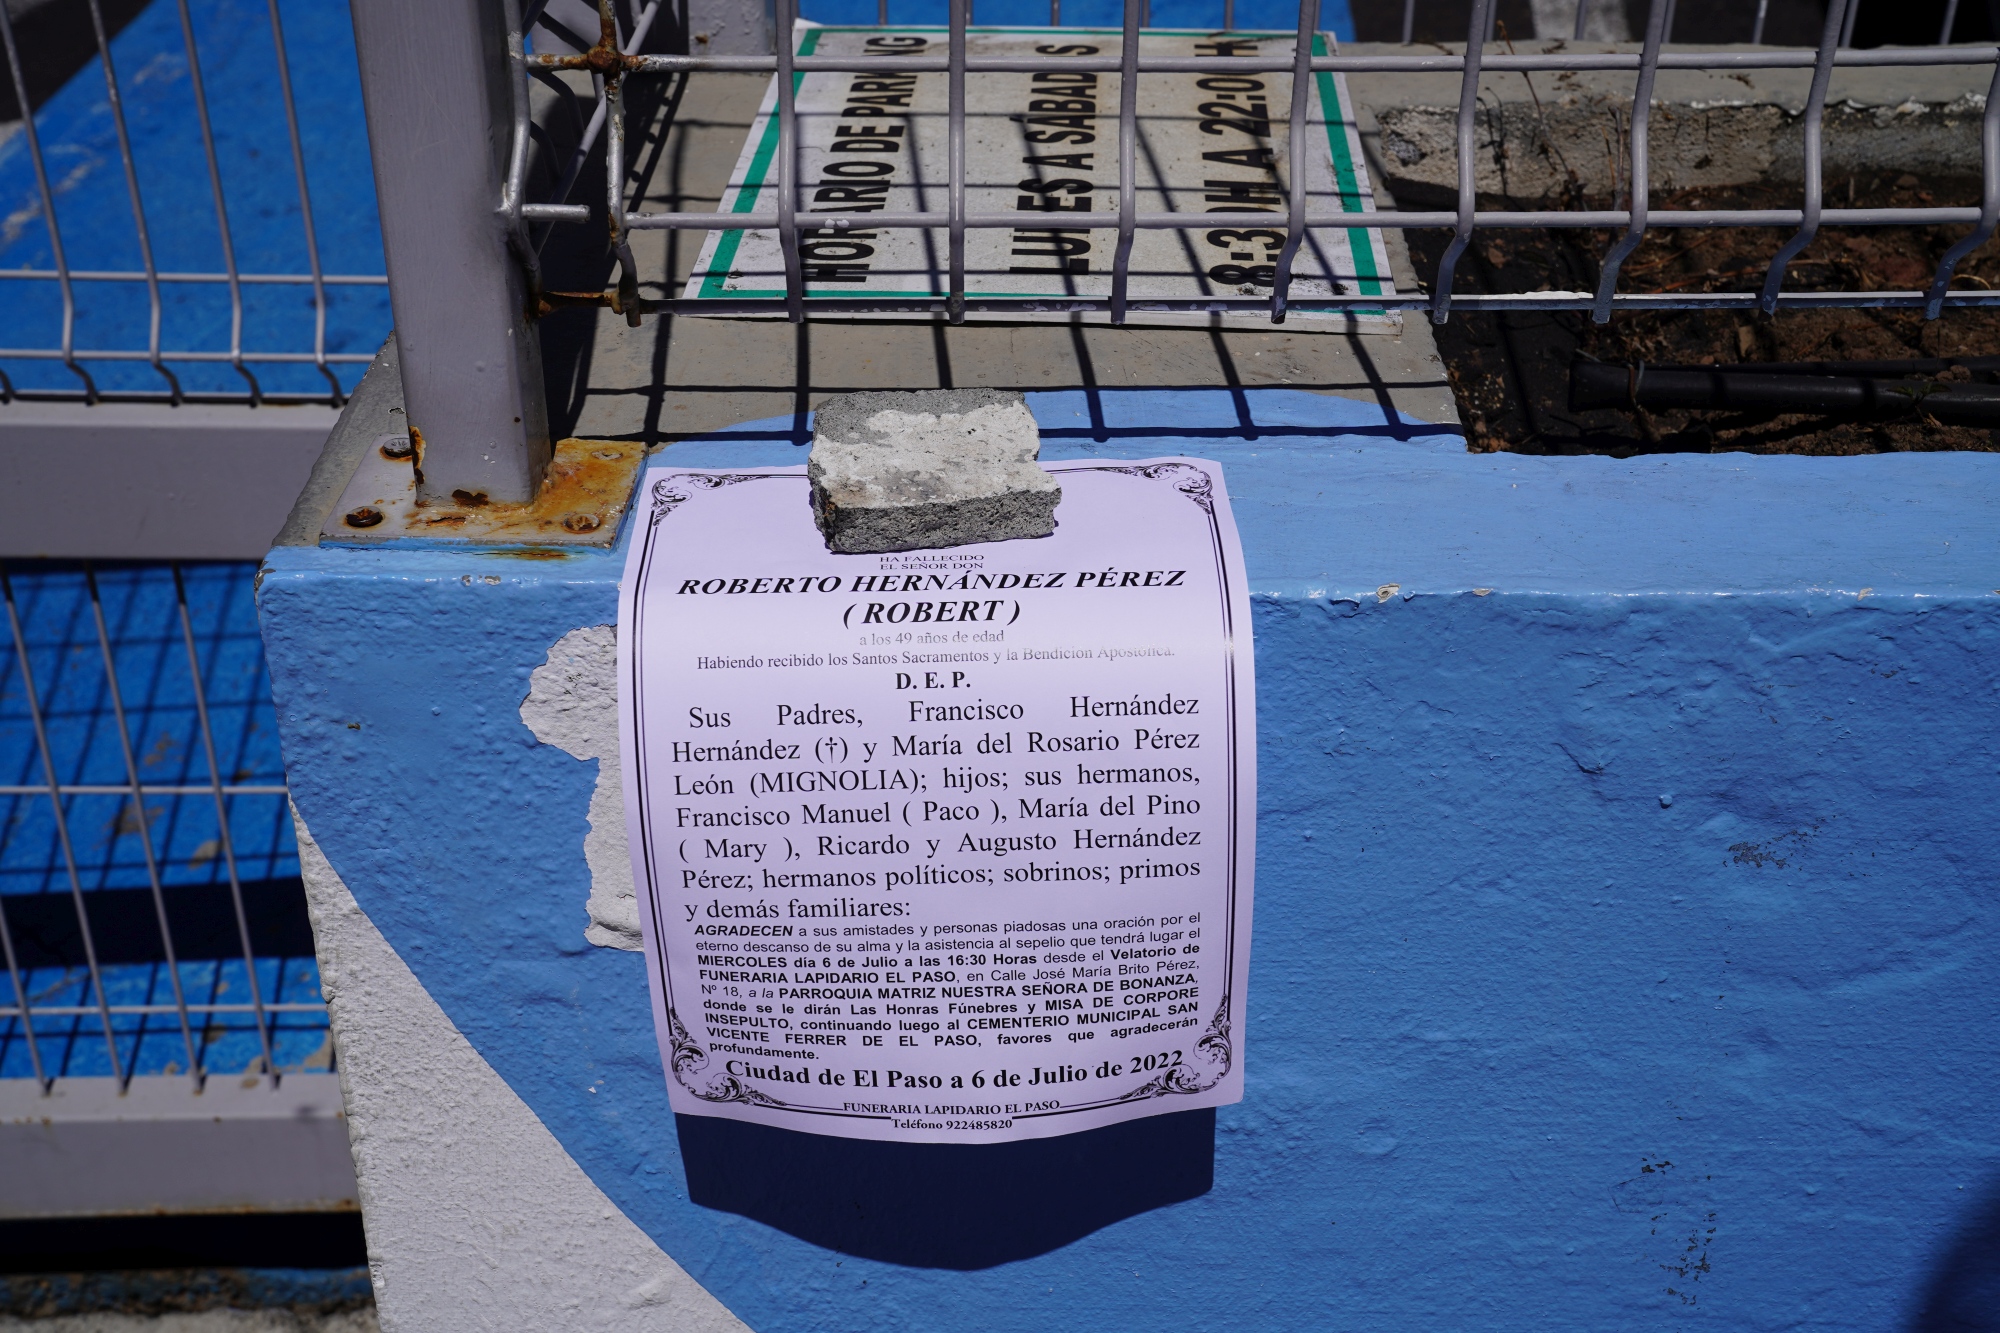 HORARIO DE PARKING
LUNES A SABADOS
8:30H A 22:00H
HA FALLECIDO
EL SEÑOR DON
ROBERTO HERNÁNDEZ PÉREZ
( ROBERT )
a los 49 años de edad
Habiendo recibido los Santos Sacramentos y la Bendición Apostólica.
D. E. P.
Sus Padres, Francisco Hernández
Hernández (†) y María del Rosario Pérez
León (MIGNOLIA); hijos; sus hermanos,
Francisco Manuel ( Paco ), María del Pino
( Mary ), Ricardo y Augusto Hernández
Pérez; hermanos políticos; sobrinos; primos
y demás familiares:
AGRADECEN a sus amistades y personas piadosas una oración por el
eterno descanso de su alma y la asistencia al sepelio que tendrá lugar el
MIERCOLES día 6 de Julio a las 16:30 Horas desde el Velatorio de
FUNERARIA LAPIDARIO EL PASO, en Calle José María Brito Pérez,
Nº 18, a la PARROQUIA MATRIZ NUESTRA SEÑORA DE BONANZA,
donde se le dirán Las Honras Fúnebres y MISA DE CORPORE
INSEPULTO, continuando luego al CEMENTERIO MUNICIPAL SAN
VICENTE FERRER DE EL PASO, favores que agradecerán
profundamente.
Ciudad de El Paso a 6 de Julio de 2022
FUNERARIA LAPIDARIO EL PASO
Teléfono 922485820